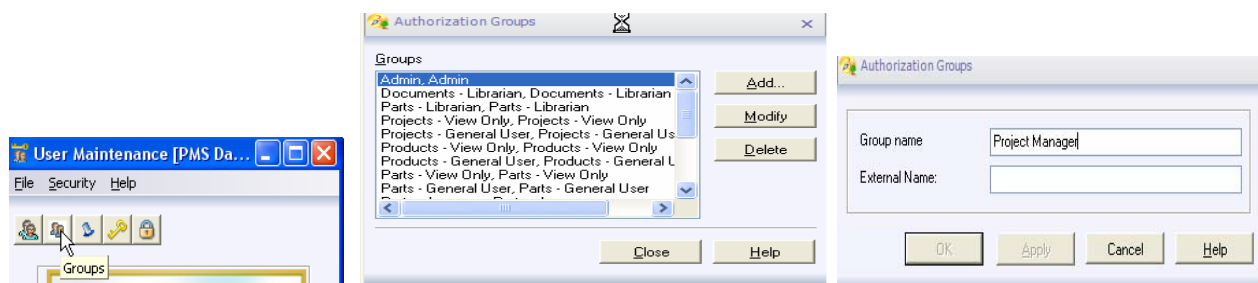 User Maintenance [PMS Da...
File Security Help
Groups
Authorization Groups
Groups
Admin, Admin
Documents - Librarian, Documents - Librarian
Parts - Librarian, Parts - Librarian
Projects - View Only, Projects - View Only
Projects - General User, Projects - General Us
Products - View Only, Products - View Only
Products - General User, Products - General L
Parts - View Only, Parts - View Only
Parts - General User, Parts - General User
Add...
Modify
Delete
Close Help
Authorization Groups
Group name Project Manager
External Name:
OK Apply Cancel Help